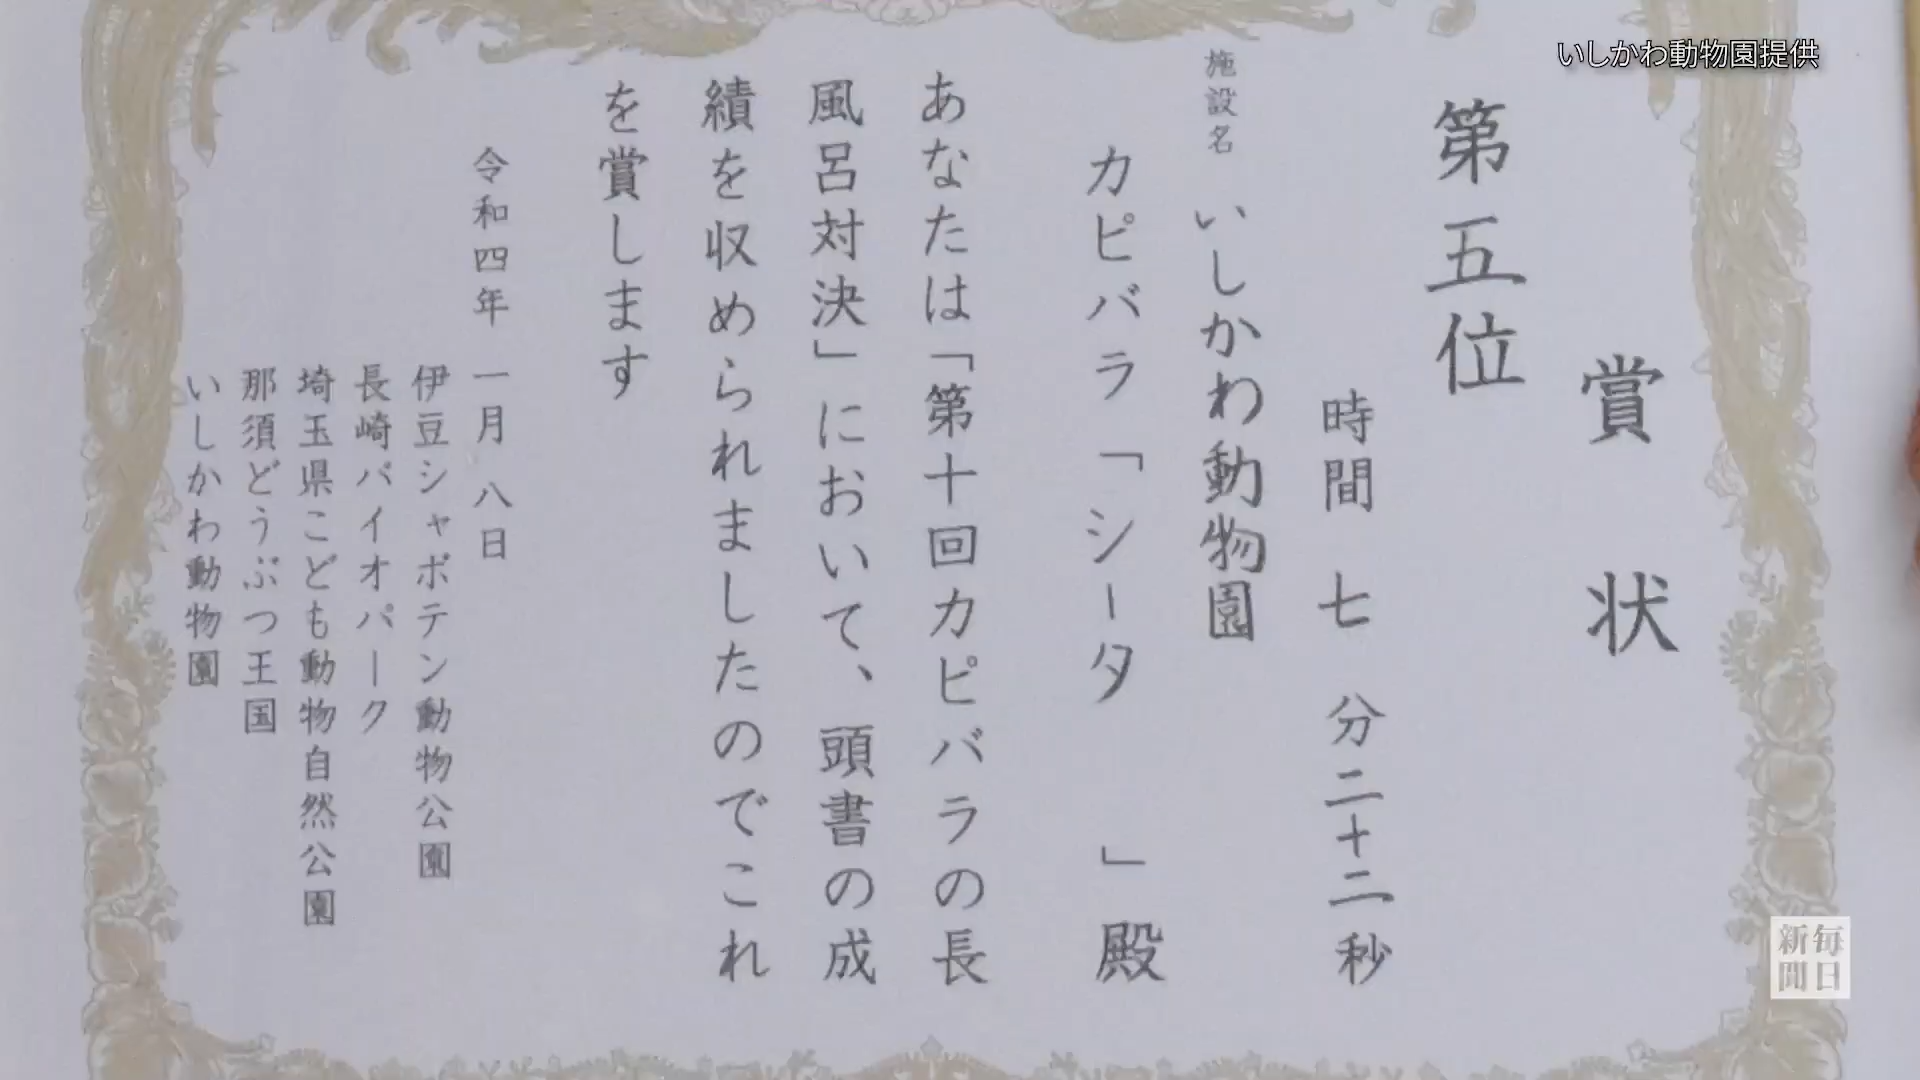 いしかわ動物園提供
賞状
第五位
時間 七 分 二十二 秒
施設名 いしかわ動物園
カピバラ「シータ 」殿
あなたは「第十回カピバラの長
風呂対決」において、頭書の成
績を収められましたのでこれ
を賞します
令和四年 一月 八日
伊豆シャボテン動物公園
長崎バイオパーク
埼玉県こども動物自然公園
那須どうぶつ王国
いしかわ動物園
毎日
新聞